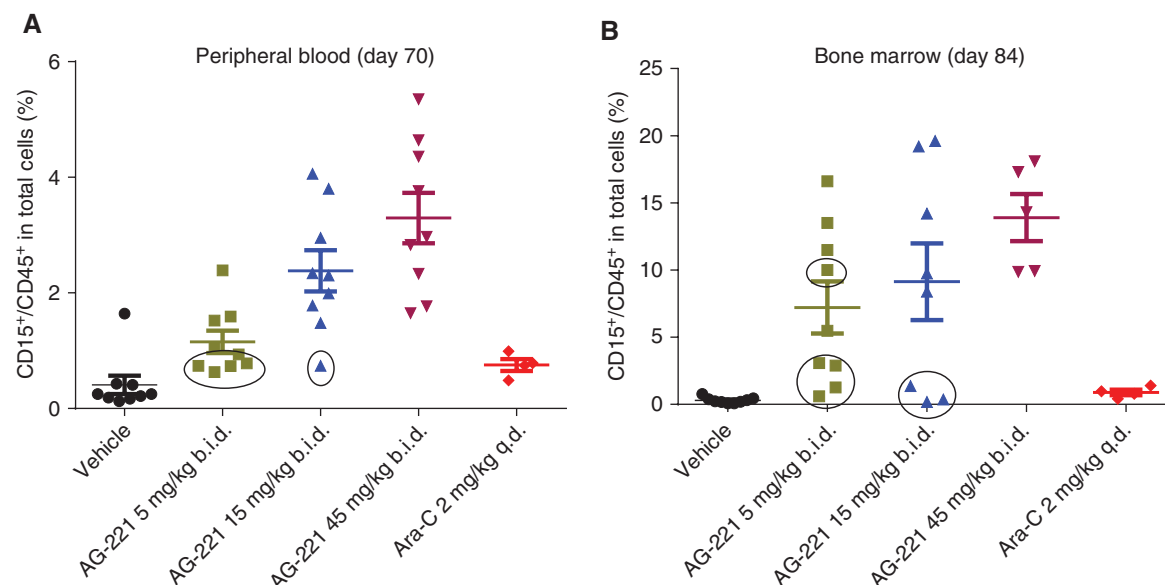 A
Peripheral blood (day 70)
CD15⁺/CD45⁺ in total cells (%)
6
4
2
0
Vehicle
AG-221 5 mg/kg b.i.d.
AG-221 15 mg/kg b.i.d.
AG-221 45 mg/kg b.i.d.
Ara-C 2 mg/kg q.d.
B
Bone marrow (day 84)
CD15⁺/CD45⁺ in total cells (%)
25
20
15
10
5
0
Vehicle
AG-221 5 mg/kg b.i.d.
AG-221 15 mg/kg b.i.d.
AG-221 45 mg/kg b.i.d.
Ara-C 2 mg/kg q.d.